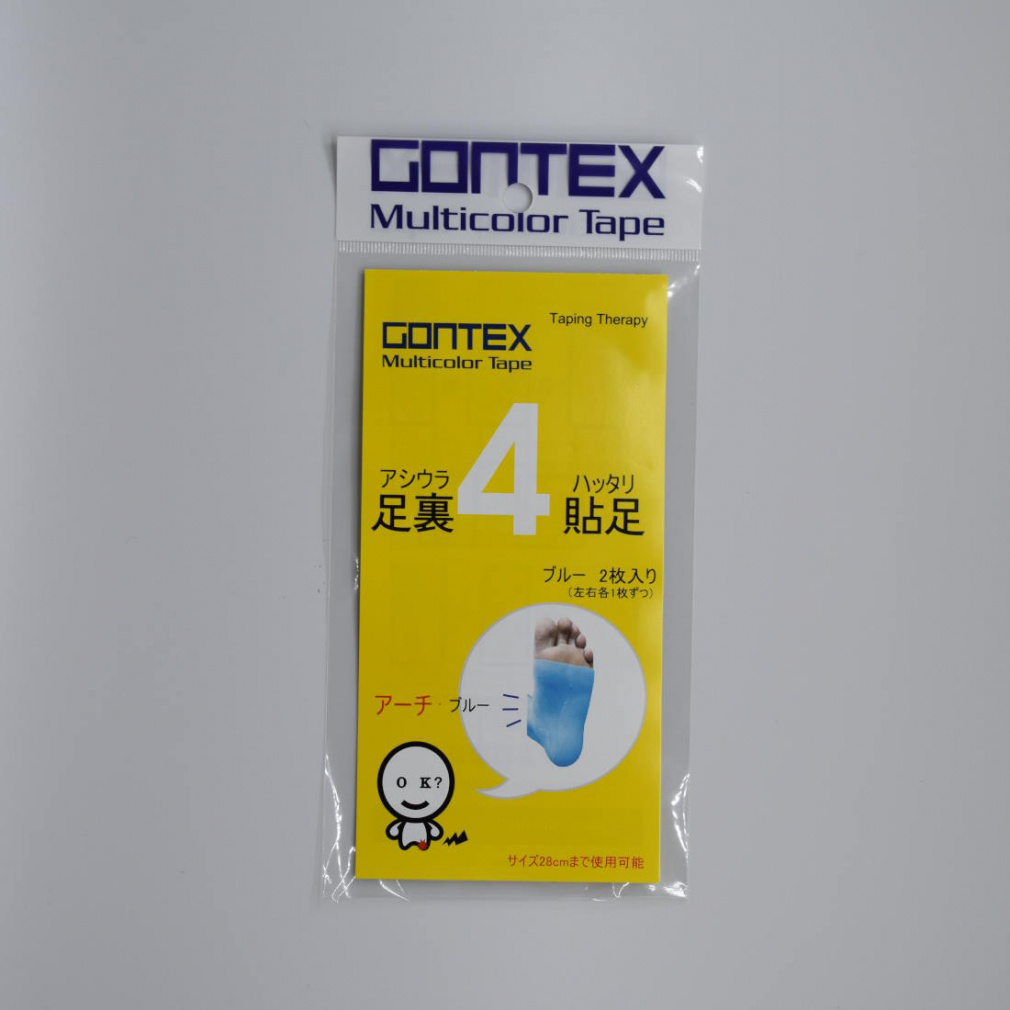 GONTEX
Multicolor Tape
Taping Therapy
GONTEX
Multicolor Tape
4
アシウラ
足裏
ハッタリ
貼足
ブルー 2枚入り
(左右各1枚ずつ)
アーチ・ブルー
O K?
サイズ28cmまで使用可能